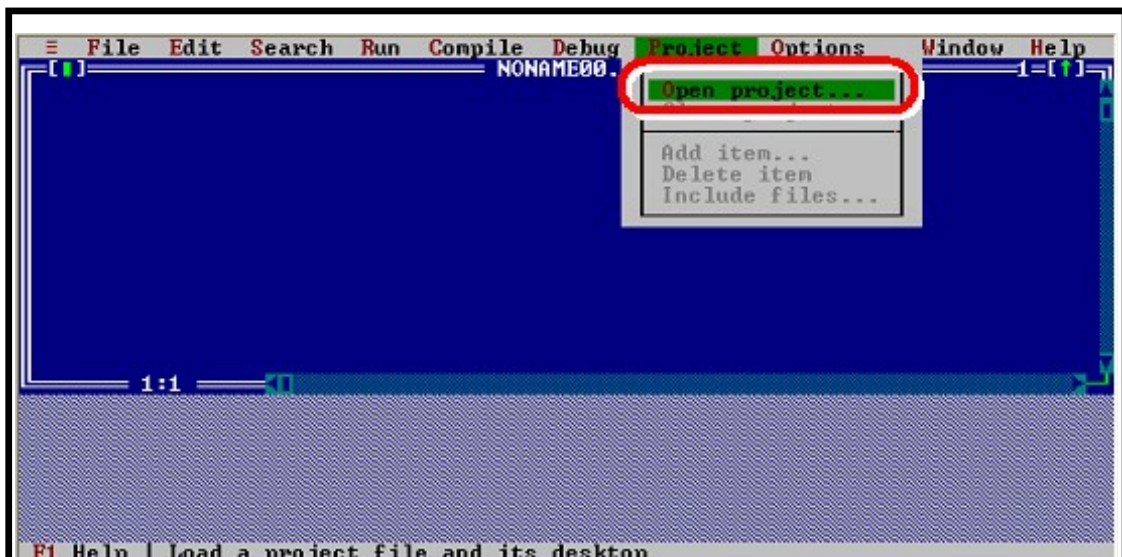 ≡ File Edit Search Run Compile Debug Project Options Window Help
[▮] NONAME00. 1=[↑]
Open project...
Add item...
Delete item
Include files...
1:1
F1 Help | Load a project file and its desktop